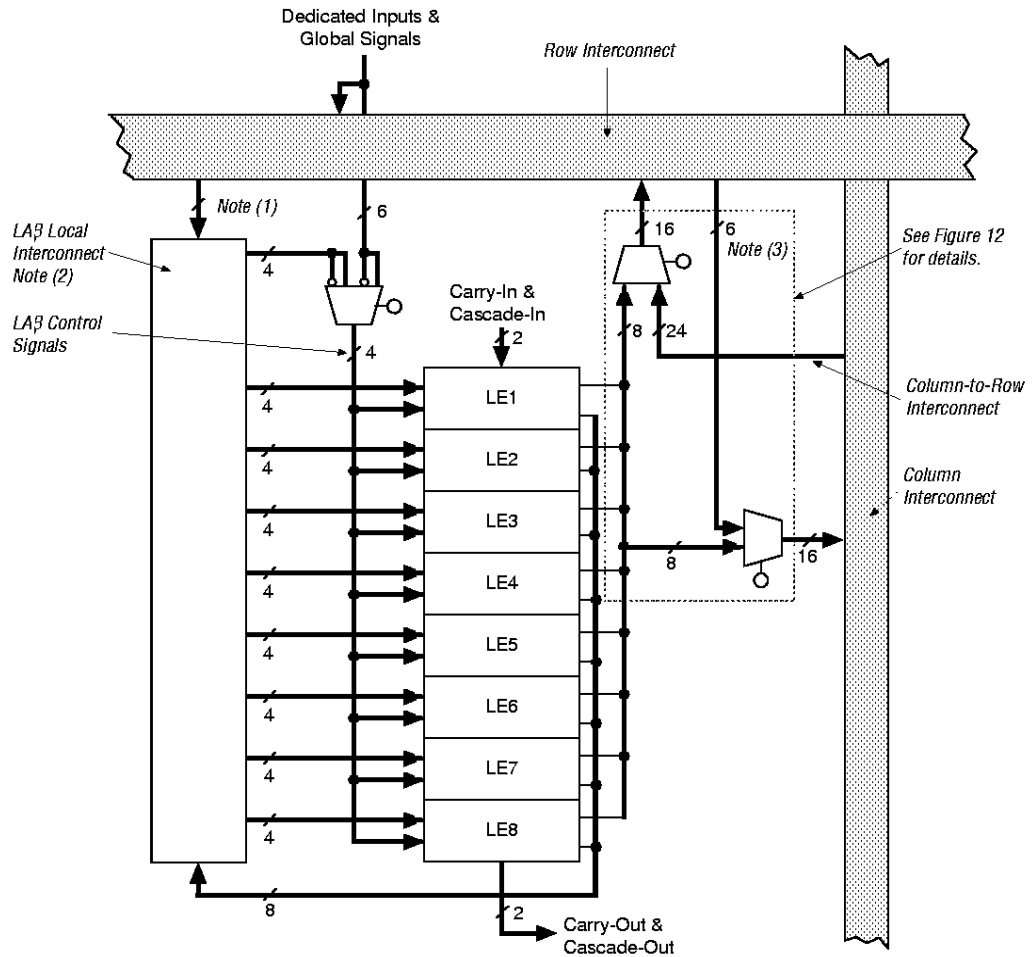 Dedicated Inputs &
Global Signals
Row Interconnect
Note (1)
6
16
6
Note (3)
See Figure 12
for details.
LAβ Local
Interconnect
Note (2)
4
Carry-In &
Cascade-In
2
8
24
LAβ Control
Signals
4
Column-to-Row
Interconnect
LE1
4
LE2
4
Column
Interconnect
LE3
4
8
16
LE4
4
LE5
4
LE6
4
LE7
4
LE8
4
8
2
Carry-Out &
Cascade-Out